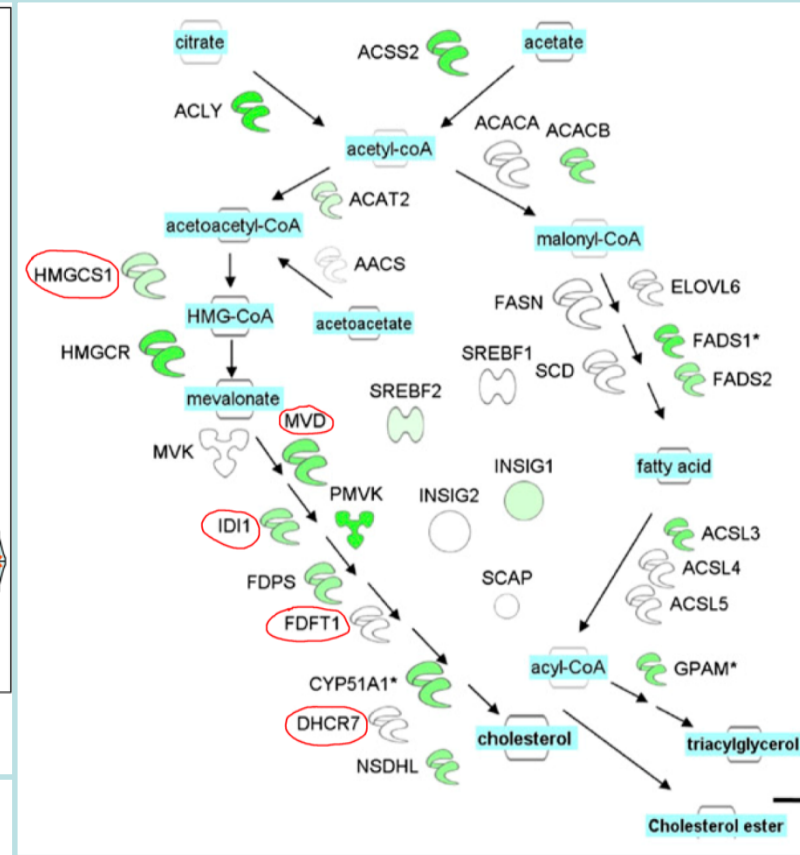 citrate
ACSS2
acetate
ACLY
ACACA
ACACB
acetyl-coA
ACAT2
acetoacetyl-CoA
malonyl-CoA
HMGCS1
AACS
ELOVL6
FASN
HMG-CoA
acetoacetate
FADS1*
HMGCR
SREBF1
SCD
FADS2
mevalonate
SREBF2
MVD
MVK
INSIG1
fatty acid
PMVK
INSIG2
IDI1
ACSL3
ACSL4
FDPS
SCAP
ACSL5
FDFT1
acyl-CoA
GPAM*
CYP51A1*
DHCR7
cholesterol
triacylglycerol
NSDHL
Cholesterol ester